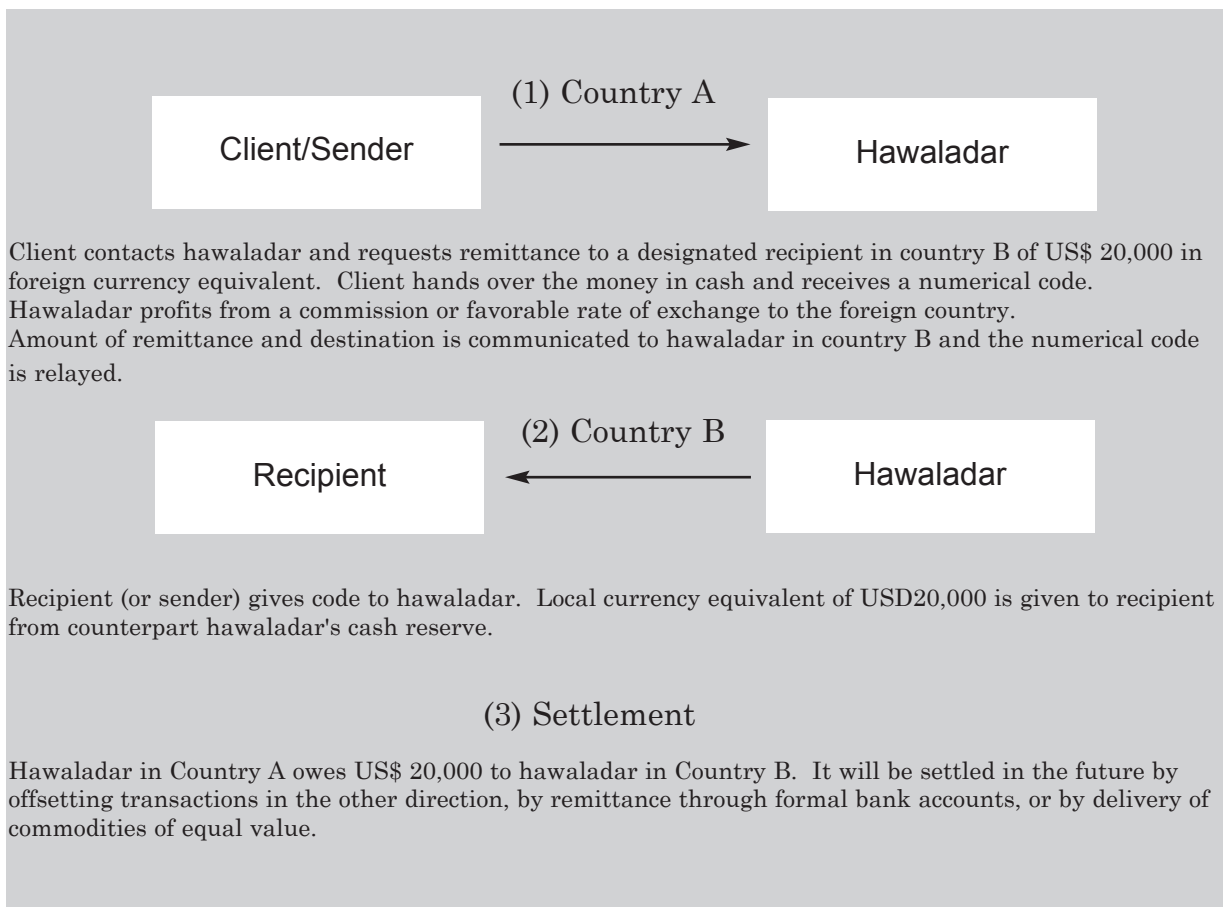 (1) Country A
Client/Sender
Hawaladar
Client contacts hawaladar and requests remittance to a designated recipient in country B of US$ 20,000 in
foreign currency equivalent.  Client hands over the money in cash and receives a numerical code.
Hawaladar profits from a commission or favorable rate of exchange to the foreign country.
Amount of remittance and destination is communicated to hawaladar in country B and the numerical code
is relayed.
(2) Country B
Recipient
Hawaladar
Recipient (or sender) gives code to hawaladar.  Local currency equivalent of USD20,000 is given to recipient
from counterpart hawaladar's cash reserve.
(3) Settlement
Hawaladar in Country A owes US$ 20,000 to hawaladar in Country B.  It will be settled in the future by
offsetting transactions in the other direction, by remittance through formal bank accounts, or by delivery of
commodities of equal value.